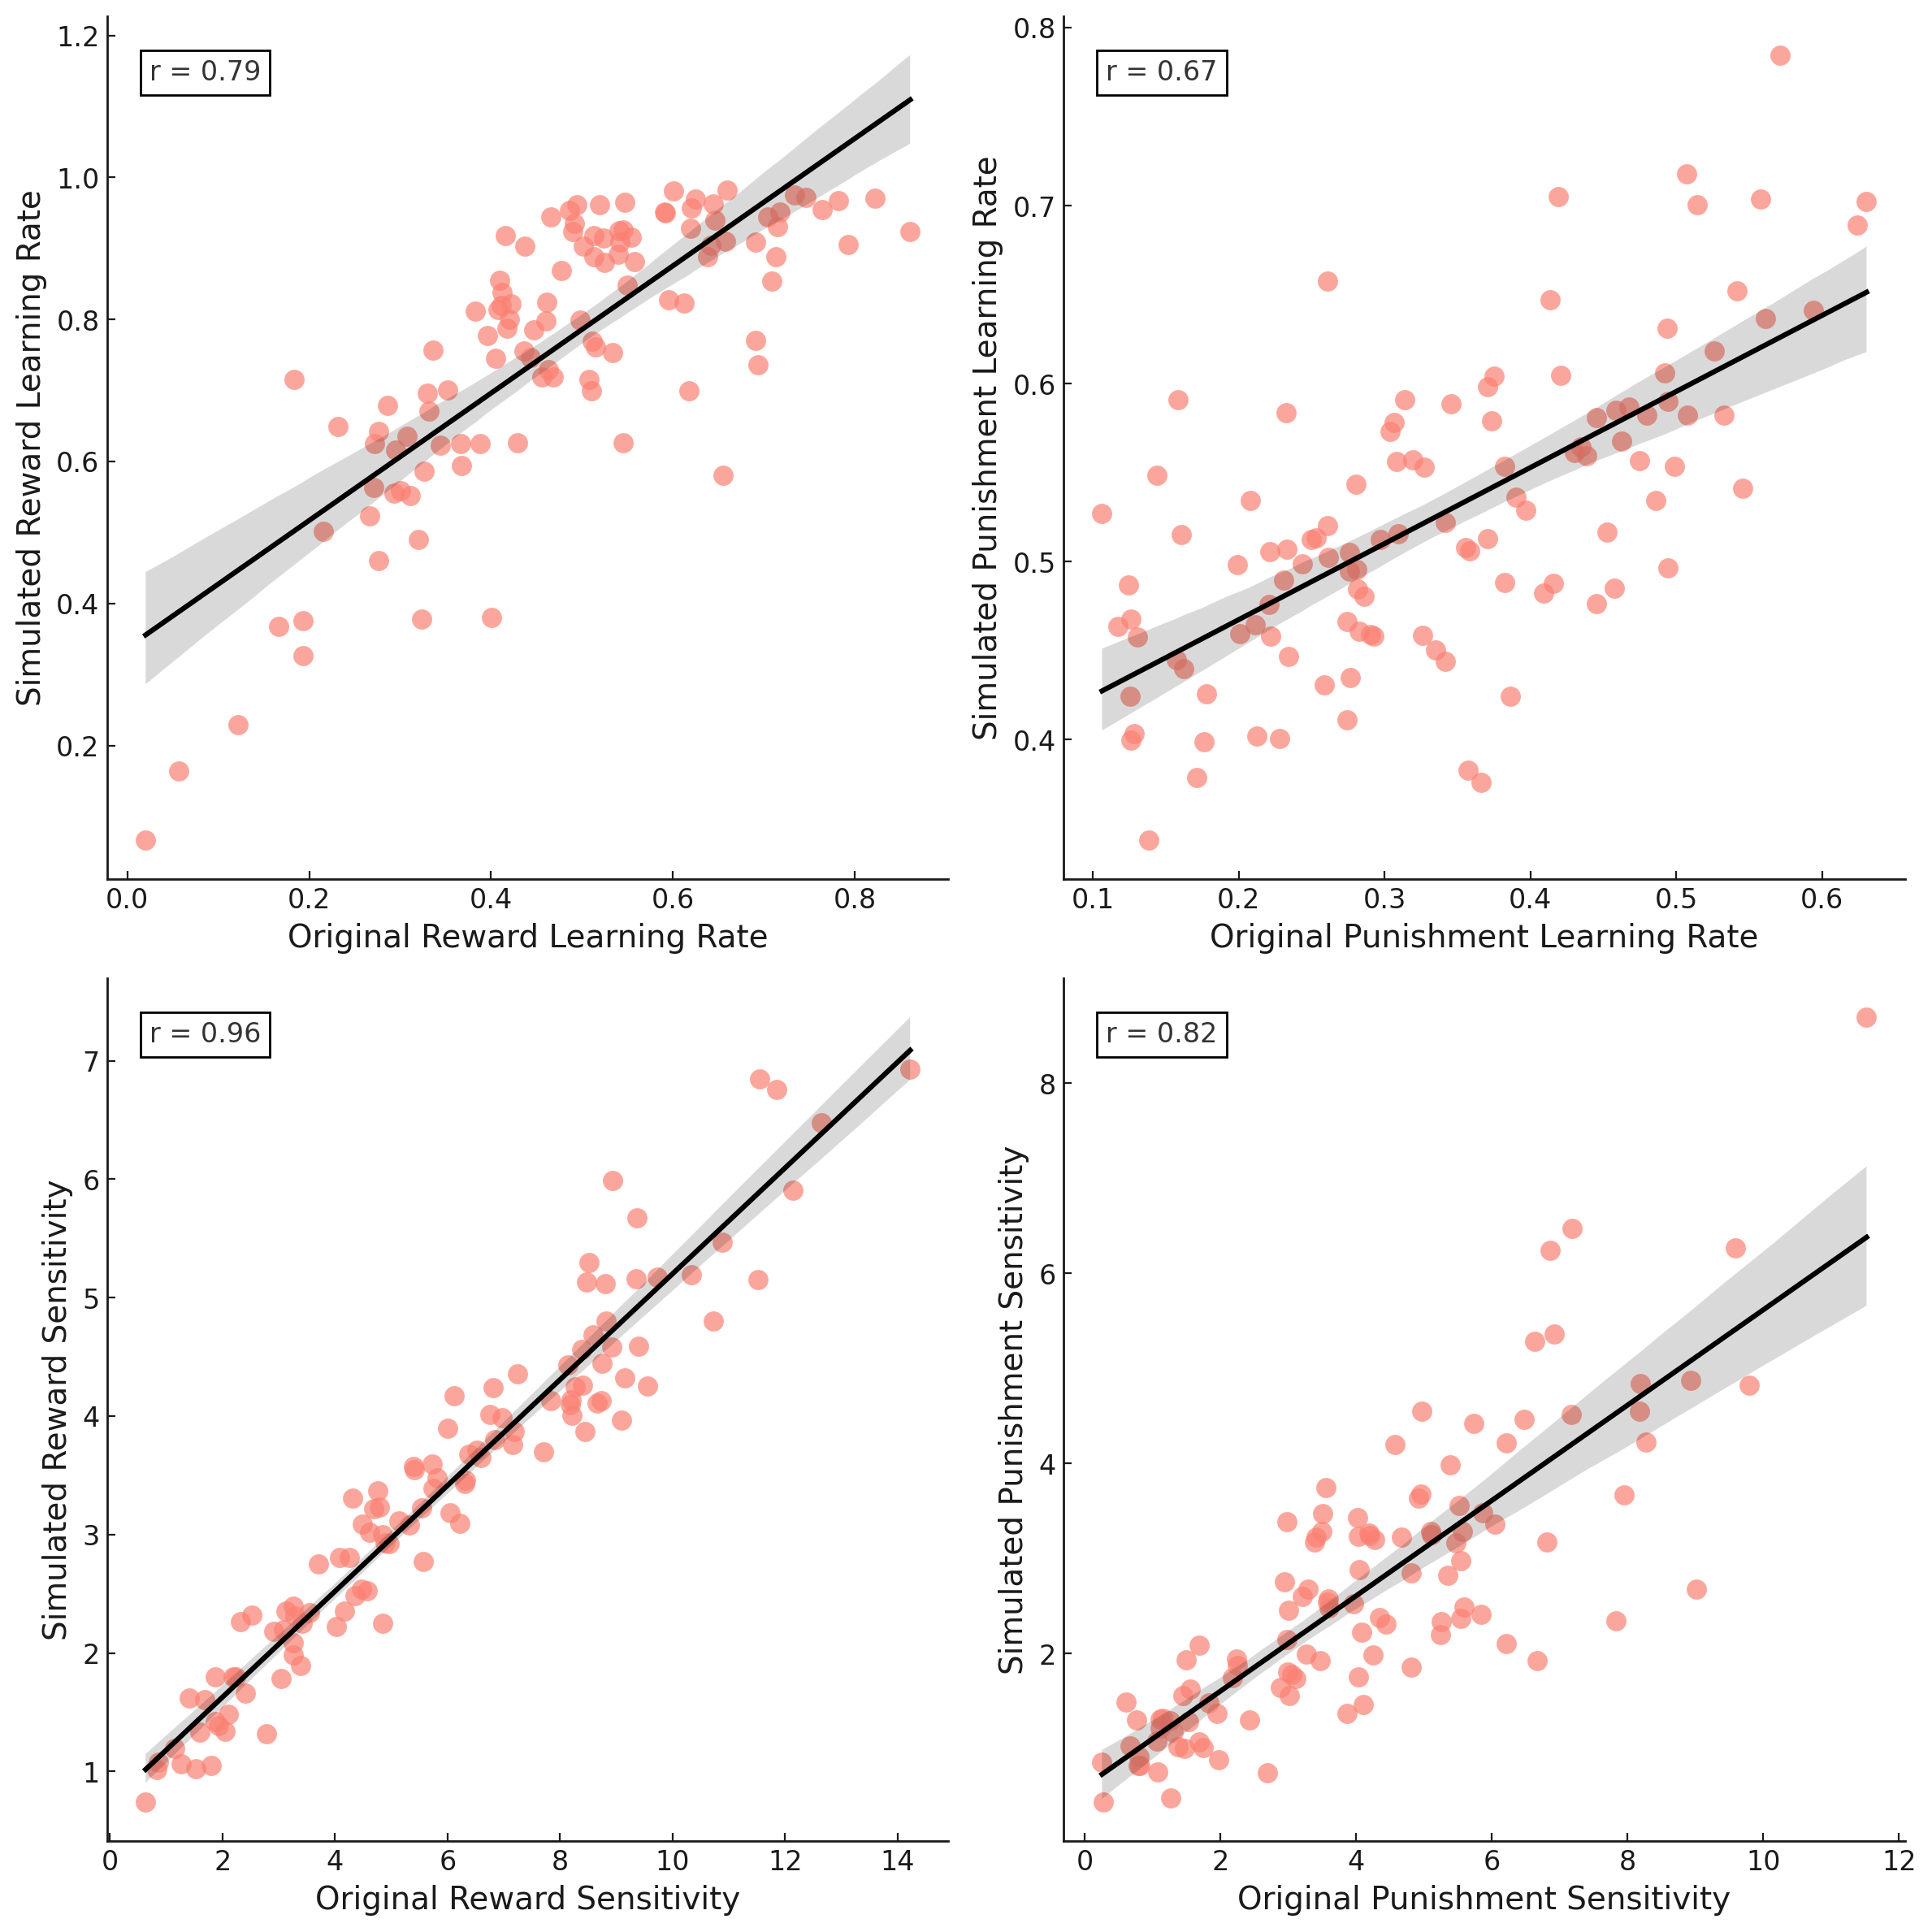 r = 0.79
1.2
1.0
0.8
0.6
0.4
0.2
Simulated Reward Learning Rate
0.0 0.2 0.4 0.6 0.8
Original Reward Learning Rate
r = 0.67
0.8
0.7
0.6
0.5
0.4
Simulated Punishment Learning Rate
0.1 0.2 0.3 0.4 0.5 0.6
Original Punishment Learning Rate
r = 0.96
7
6
5
4
3
2
1
Simulated Reward Sensitivity
0 2 4 6 8 10 12 14
Original Reward Sensitivity
r = 0.82
8
6
4
2
Simulated Punishment Sensitivity
0 2 4 6 8 10 12
Original Punishment Sensitivity